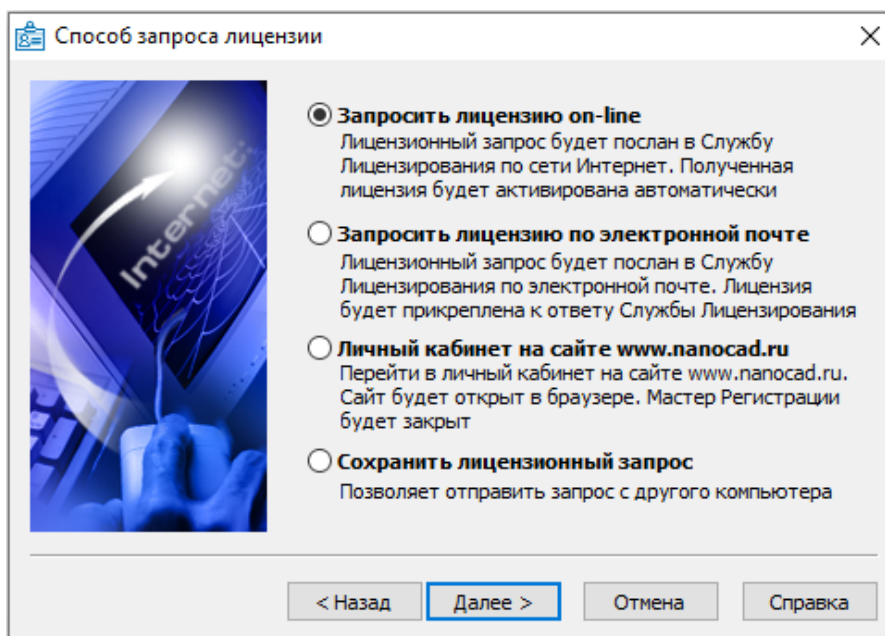 Способ запроса лицензии
Internet:
Запросить лицензию on-line
Лицензионный запрос будет послан в Службу
Лицензирования по сети Интернет. Полученная
лицензия будет активирована автоматически
Запросить лицензию по электронной почте
Лицензионный запрос будет послан в Службу
Лицензирования по электронной почте. Лицензия
будет прикреплена к ответу Службы Лицензирования
Личный кабинет на сайте www.nanocad.ru
Перейти в личный кабинет на сайте www.nanocad.ru.
Сайт будет открыт в браузере. Мастер Регистрации
будет закрыт
Сохранить лицензионный запрос
Позволяет отправить запрос с другого компьютера
< Назад Далее > Отмена Справка